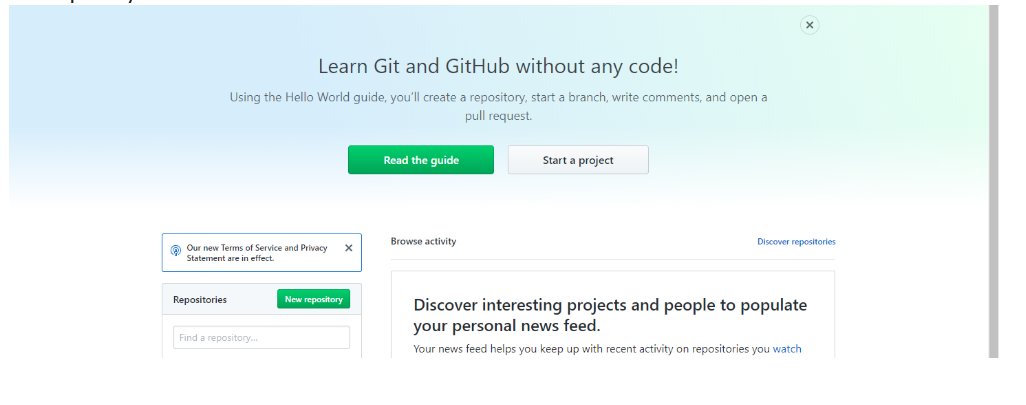 Learn Git and GitHub without any code!
Using the Hello World guide, you'll create a repository, start a branch, write comments, and open a
pull request.
Read the guide
Start a project
Our new Terms of Service and Privacy
Statement are in effect.
Repositories
New repository
Find a repository...
Browse activity
Discover repositories
Discover interesting projects and people to populate
your personal news feed.
Your news feed helps you keep up with recent activity on repositories you watch